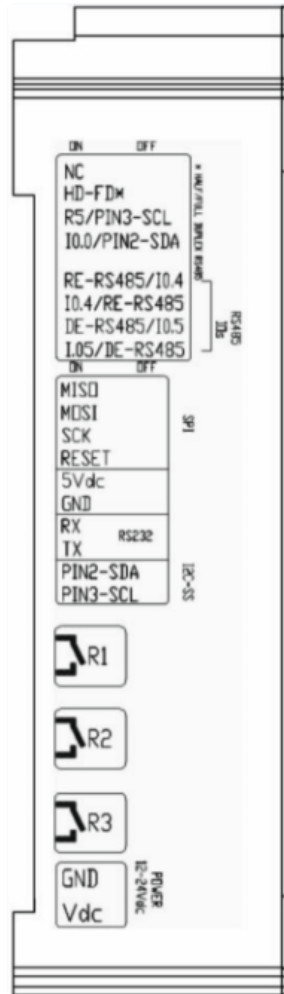 ON OFF
NC
HD-FD*
R5/PIN3-SCL
I0.0/PIN2-SDA
* HALF/FULL DUPLEX RS485
RE-RS485/I0.4
I0.4/RE-RS485
DE-RS485/I0.5
I.05/DE-RS485
RS485
IOs
ON OFF
MISO
MOSI
SCK
RESET
SPI
5Vdc
GND
RX
TX
RS232
PIN2-SDA
PIN3-SCL
I2C-SS
R1
R2
R3
GND
Vdc
POWER
12-24Vdc